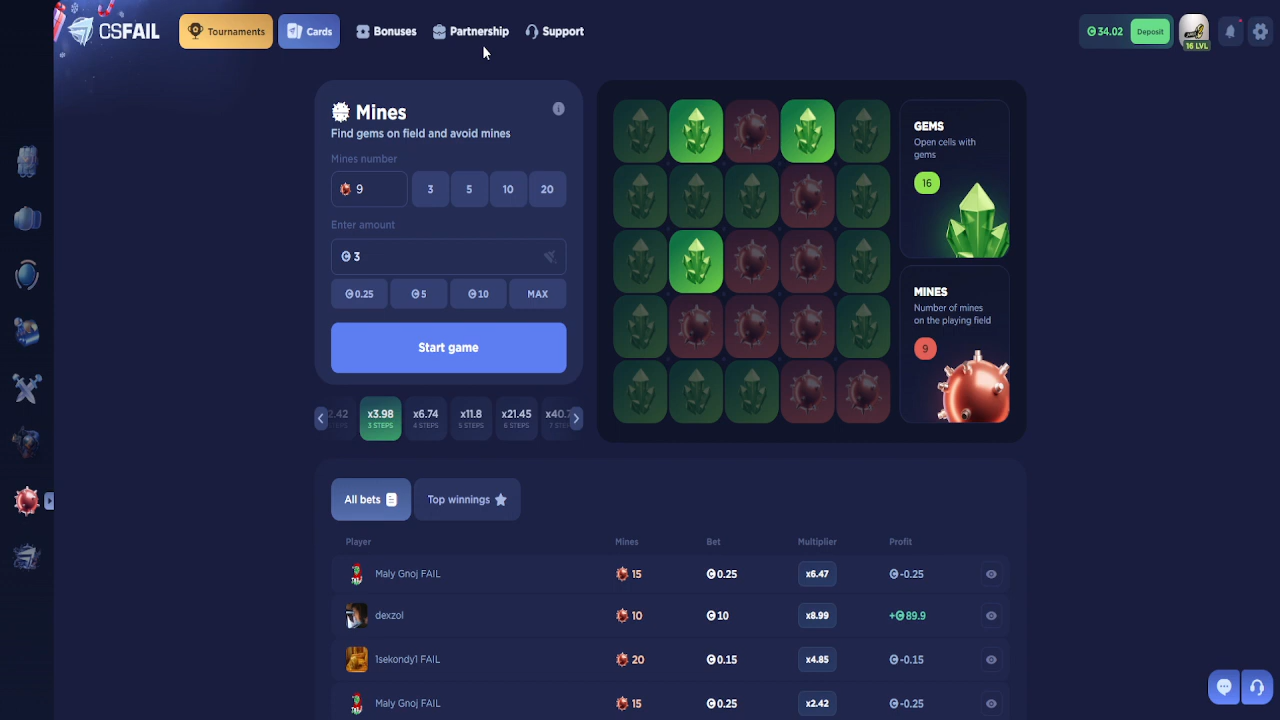 CSFAIL
Tournaments
Cards
Bonuses
Partnership
Support
34.02
Deposit
16 LVL
Mines
Find gems on field and avoid mines
Mines number
9
3
5
10
20
Enter amount
3
0.25
5
10
MAX
Start game
x3.98
3 STEPS
x6.74
4 STEPS
x11.8
5 STEPS
x21.45
6 STEPS
GEMS
Open cells with
gems
16
MINES
Number of mines
on the playing field
9
All bets
Top winnings
Player Mines Bet Multiplier Profit
Maly Gnoj FAIL 15 0.25 x6.47 -0.25
dexzol 10 10 x8.99 +89.9
1sekondy1 FAIL 20 0.15 x4.85 -0.15
Maly Gnoj FAIL 15 0.25 x2.42 -0.25